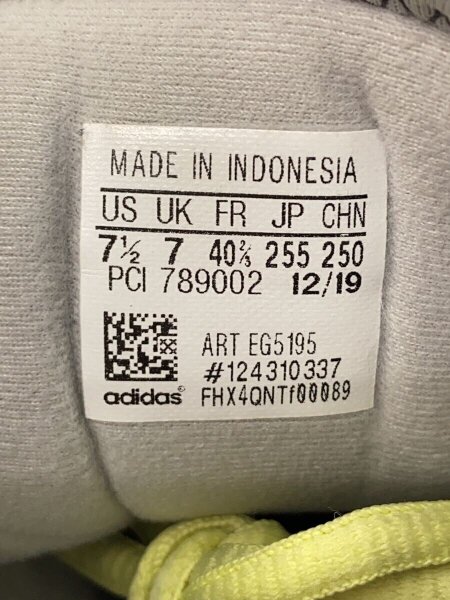 MADE IN INDONESIA
US UK FR JP CHN
7½ 7 40⅔ 255 250
PCI 789002 12/19
ART EG5195
#124310337
adidas FHX4QNTf00089